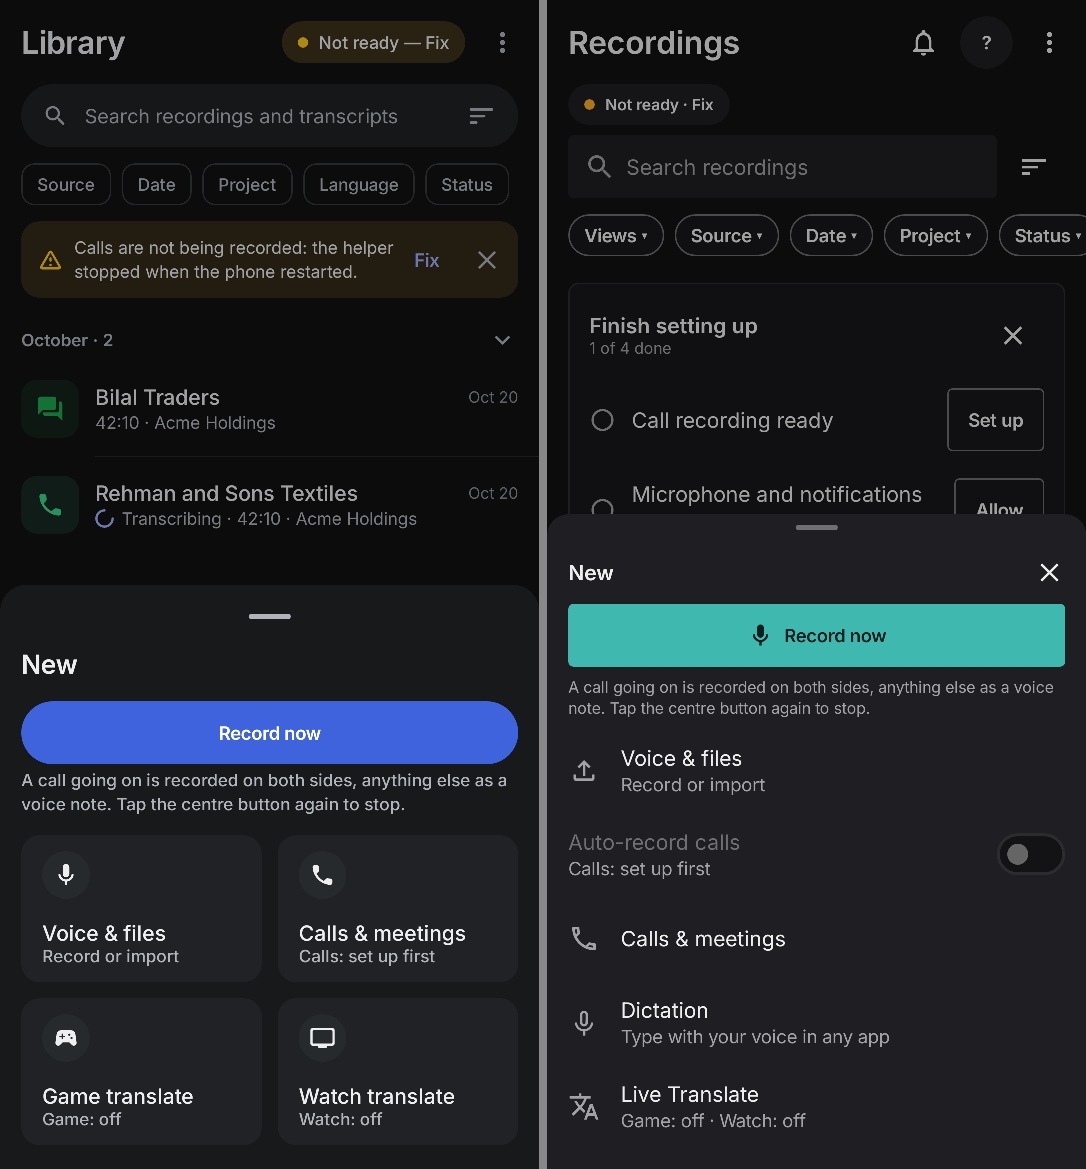 Library
Not ready — Fix
Search recordings and transcripts
Source
Date
Project
Language
Status
Calls are not being recorded: the helper
stopped when the phone restarted.
Fix
October · 2
Bilal Traders
Oct 20
42:10 · Acme Holdings
Rehman and Sons Textiles
Oct 20
Transcribing · 42:10 · Acme Holdings
New
Record now
A call going on is recorded on both sides, anything else as a
voice note. Tap the centre button again to stop.
Voice & files
Record or import
Calls & meetings
Calls: set up first
Game translate
Game: off
Watch translate
Watch: off
Recordings
?
Not ready · Fix
Search recordings
Views
Source
Date
Project
Status
Finish setting up
1 of 4 done
Call recording ready
Set up
Microphone and notifications
Allow
New
Record now
A call going on is recorded on both sides, anything else as a voice
note. Tap the centre button again to stop.
Voice & files
Record or import
Auto-record calls
Calls: set up first
Calls & meetings
Dictation
Type with your voice in any app
Live Translate
Game: off · Watch: off